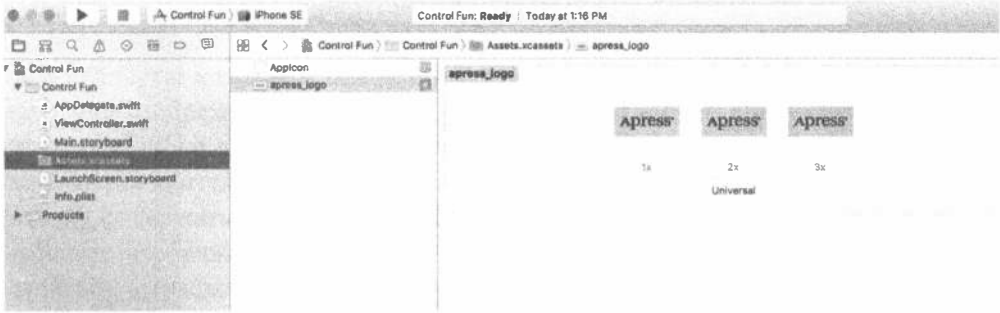 Control Fun iPhone SE Control Fun: Ready Today at 1:16 PM
Control Fun Control Fun Assets.xcassets apress_logo
Control Fun
Control Fun
AppDelegate.swift
ViewController.swift
Main.storyboard
Assets.xcassets
LaunchScreen.storyboard
Info.plist
Products
AppIcon
apress_logo
apress_logo
Apress® Apress® Apress®
1x 2x 3x
Universal